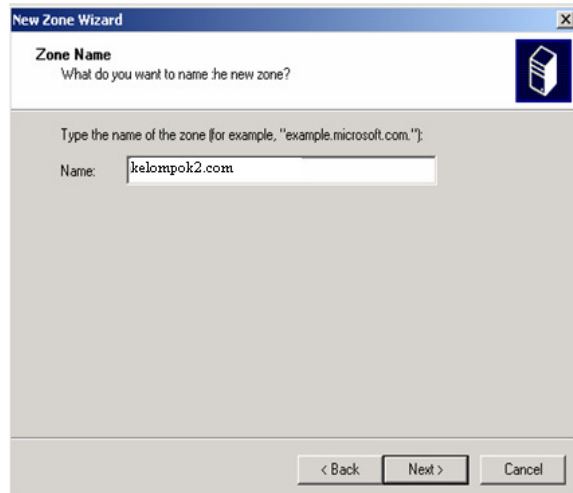 New Zone Wizard
Zone Name
What do you want to name :he new zone?
Type the name of the zone (for example, "example.microsoft.com."):
Name: kelompok2.com
< Back Next > Cancel